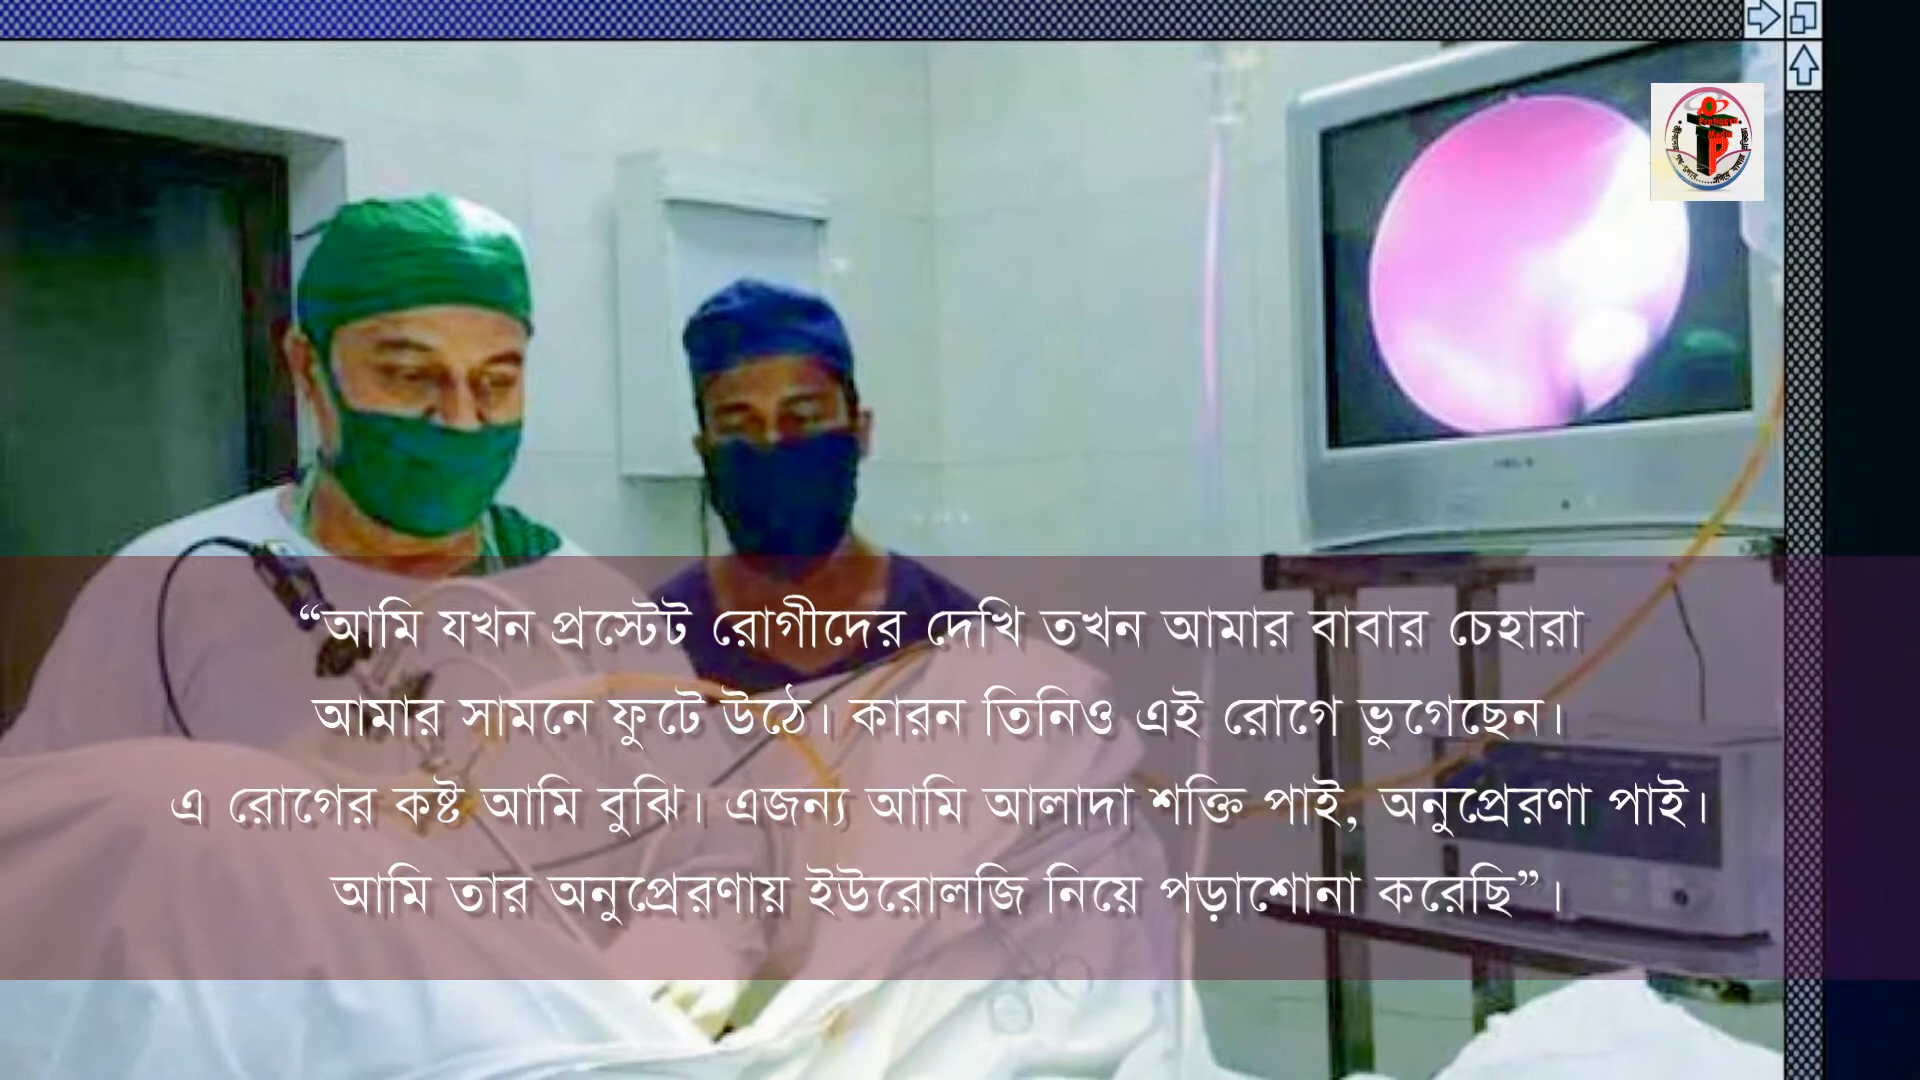 “আমি যখন প্রস্টেট রোগীদের দেখি তখন আমার বাবার চেহারা
আমার সামনে ফুটে উঠে। কারন তিনিও এই রোগে ভুগেছেন।
এ রোগের কষ্ট আমি বুঝি। এজন্য আমি আলাদা শক্তি পাই, অনুপ্রেরণা পাই।
আমি তার অনুপ্রেরণায় ইউরোলজি নিয়ে পড়াশোনা করেছি”।